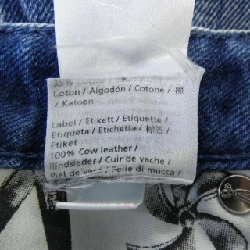 Coton / Algodón / Cotone / 棉
/ Katoen
Label / Etikett / Etiquette /
Etiqueta / Etichetta / 标签 /
Etiket
100% Cow leather /
Rindsleder / Cuir de vache /
Piel de vaca / Pelle di mucca /